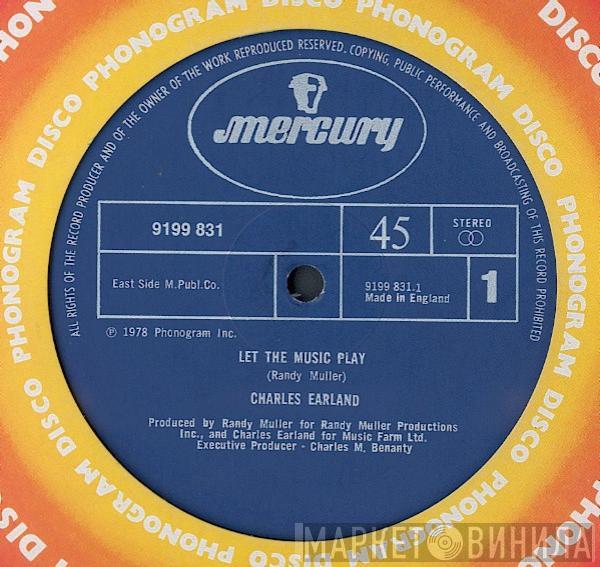 PHONOGRAM DISCO PHONOGRAM DISCO PHONOGRAM DISCO PHONOGRAM DISCO PHONOGRAM DISCO PHONOGRAM DISCO
ALL RIGHTS OF THE RECORD PRODUCER AND OF THE OWNER OF THE WORK REPRODUCED RESERVED. COPYING, PUBLIC PERFORMANCE AND BROADCASTING OF THIS RECORD PROHIBITED
mercury
9199 831
45
STEREO
East Side M.Publ.Co.
9199 831.1
Made in England
1
℗ 1978 Phonogram Inc.
LET THE MUSIC PLAY
(Randy Muller)
CHARLES EARLAND
Produced by Randy Muller for Randy Muller Productions
Inc., and Charles Earland for Music Farm Ltd.
Executive Producer - Charles M. Benanty
МАРКЕТ ВИНИЛА